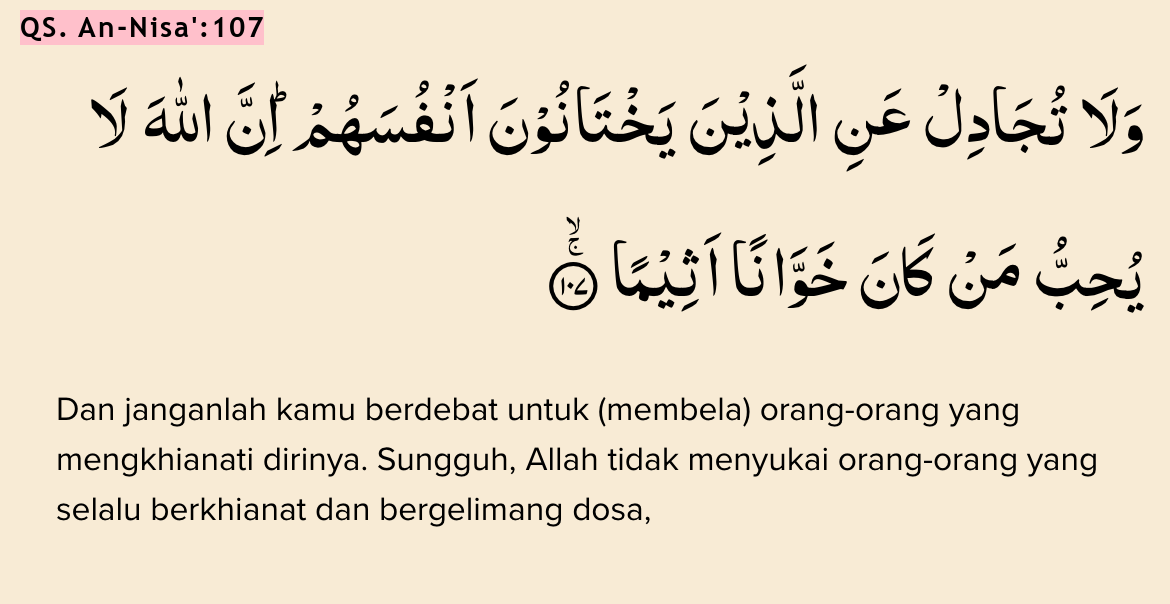 QS. An-Nisa':107
وَلَا تُجَادِلْ عَنِ الَّذِيْنَ يَخْتَانُوْنَ اَنْفُسَهُمْ ۗاِنَّ اللّٰهَ لَا
يُحِبُّ مَنْ كَانَ خَوَّانًا اَثِيْمًا ۙۚ ١٠٧
Dan janganlah kamu berdebat untuk (membela) orang-orang yang
mengkhianati dirinya. Sungguh, Allah tidak menyukai orang-orang yang
selalu berkhianat dan bergelimang dosa,